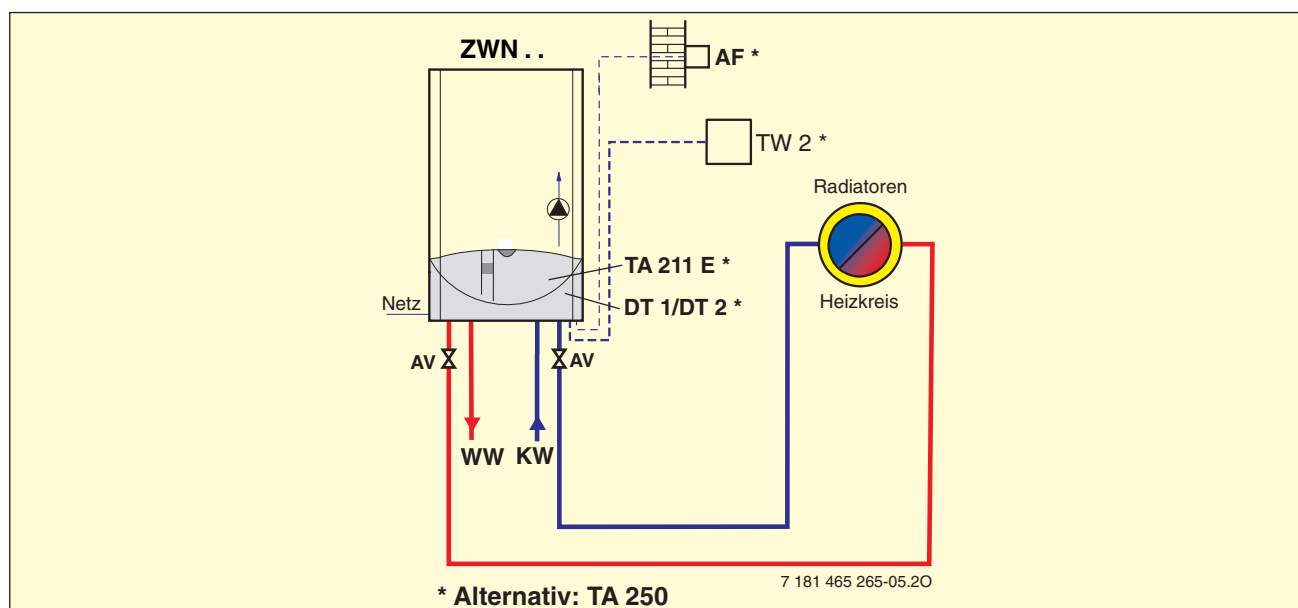 ZWN . .
AF *
TW 2 *
Radiatoren
TA 211 E *
Netz
DT 1/DT 2 *
Heizkreis
AV
AV
WW
KW
7 181 465 265-05.2O
* Alternativ: TA 250